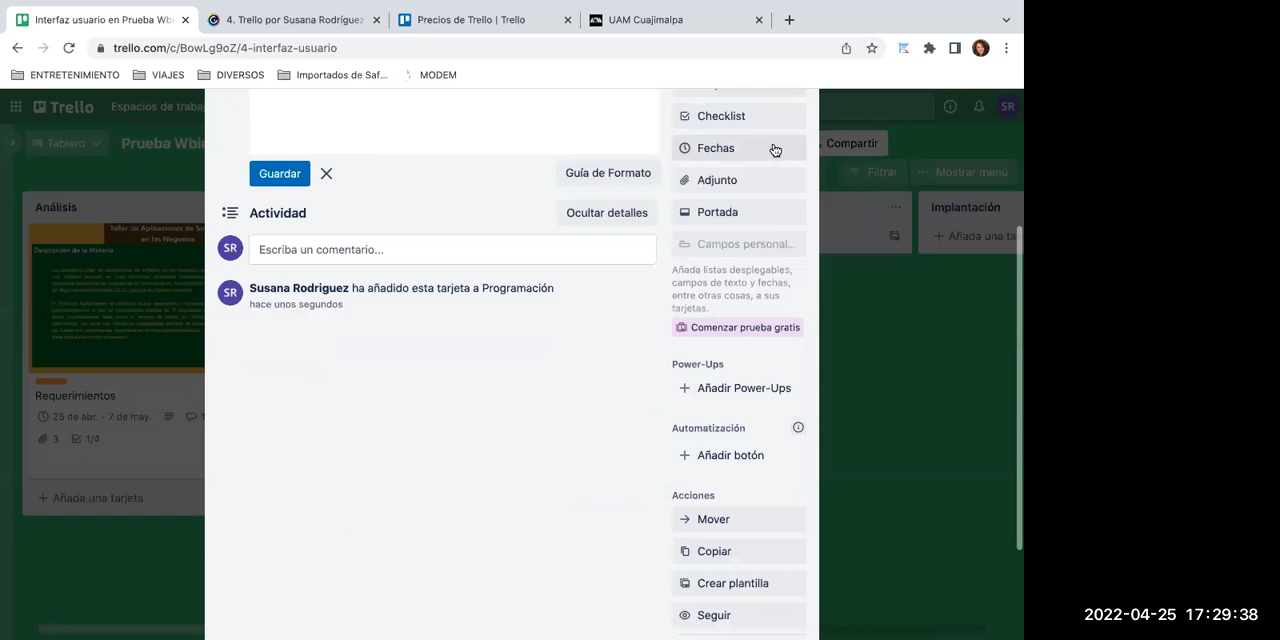 Interfaz usuario en Prueba Wbi
4. Trello por Susana Rodríguez
Precios de Trello | Trello
UAM Cuajimalpa
trello.com/c/BowLg9oZ/4-interfaz-usuario
ENTRETENIMIENTO
VIAJES
DIVERSOS
Importados de Saf...
MODEM
Trello
Espacios de traba
SR
Tablero
Prueba Wbi
Compartir
Filtrar
Mostrar menú
Análisis
Taller de Aplicaciones de So
en los Negocios
Descripción de la Materia
Requerimientos
25 de abr. - 7 de may.
1
3
1/4
+ Añada una tarjeta
Guardar
Guía de Formato
Actividad
Ocultar detalles
SR
Escriba un comentario...
SR
Susana Rodriguez ha añadido esta tarjeta a Programación
hace unos segundos
Checklist
Fechas
Adjunto
Portada
Campos personal...
Añada listas desplegables,
campos de texto y fechas,
entre otras cosas, a sus
tarjetas.
Comenzar prueba gratis
Power-Ups
+ Añadir Power-Ups
Automatización
+ Añadir botón
Acciones
Mover
Copiar
Crear plantilla
Seguir
Implantación
+ Añada una ta
2022-04-25 17:29:38